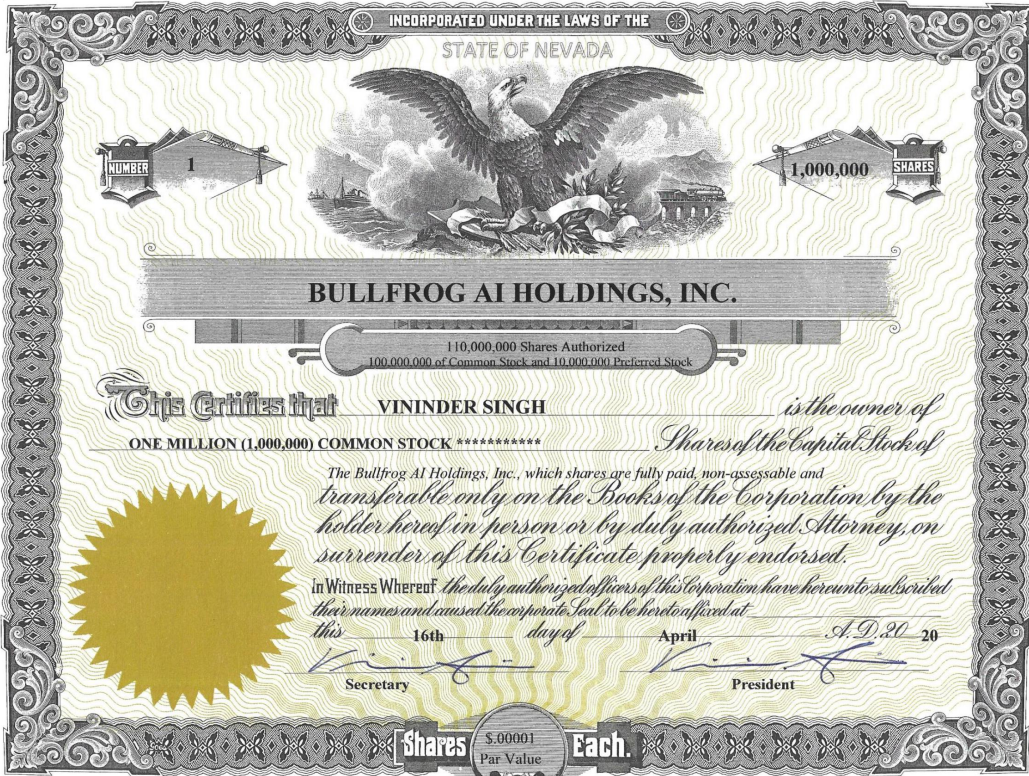 INCORPORATED UNDER THE LAWS OF THE
STATE OF NEVADA
NUMBER 1
1,000,000 SHARES
BULLFROG AI HOLDINGS, INC.
110,000,000 Shares Authorized
100,000,000 of Common Stock and 10,000,000 Preferred Stock
This Certifies that VININDER SINGH is the owner of
ONE MILLION (1,000,000) COMMON STOCK *********** Shares of the Capital Stock of
The Bullfrog AI Holdings, Inc., which shares are fully paid, non-assessable and
transferable only on the Books of the Corporation by the
holder hereof in person or by duly authorized Attorney, on
surrender of this Certificate properly endorsed.
In Witness Whereof the duly authorized officers of this Corporation have hereunto subscribed
their names and caused the corporate Seal to be hereto affixed at
this 16th day of April A.D. 20 20
Secretary President
Shares $.00001 Each.
Par Value